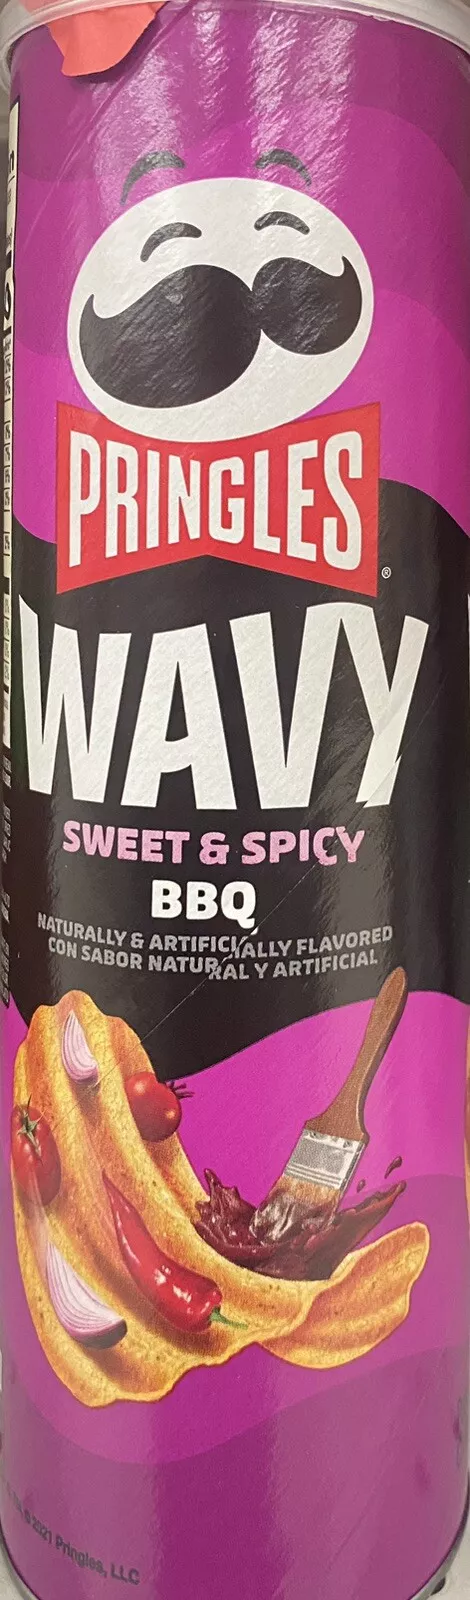 PRINGLES
®
WAVY
SWEET & SPICY
BBQ
NATURALLY & ARTIFICIALLY FLAVORED
CON SABOR NATURAL Y ARTIFICIAL
© 2021 Pringles, LLC